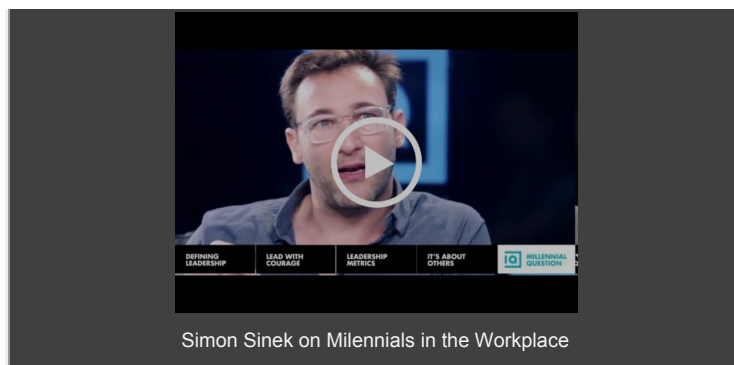 DEFINING
LEADERSHIP
LEAD WITH
COURAGE
LEADERSHIP
METRICS
IT'S ABOUT
OTHERS
IQ
MILLENNIAL
QUESTION
Simon Sinek on Milennials in the Workplace